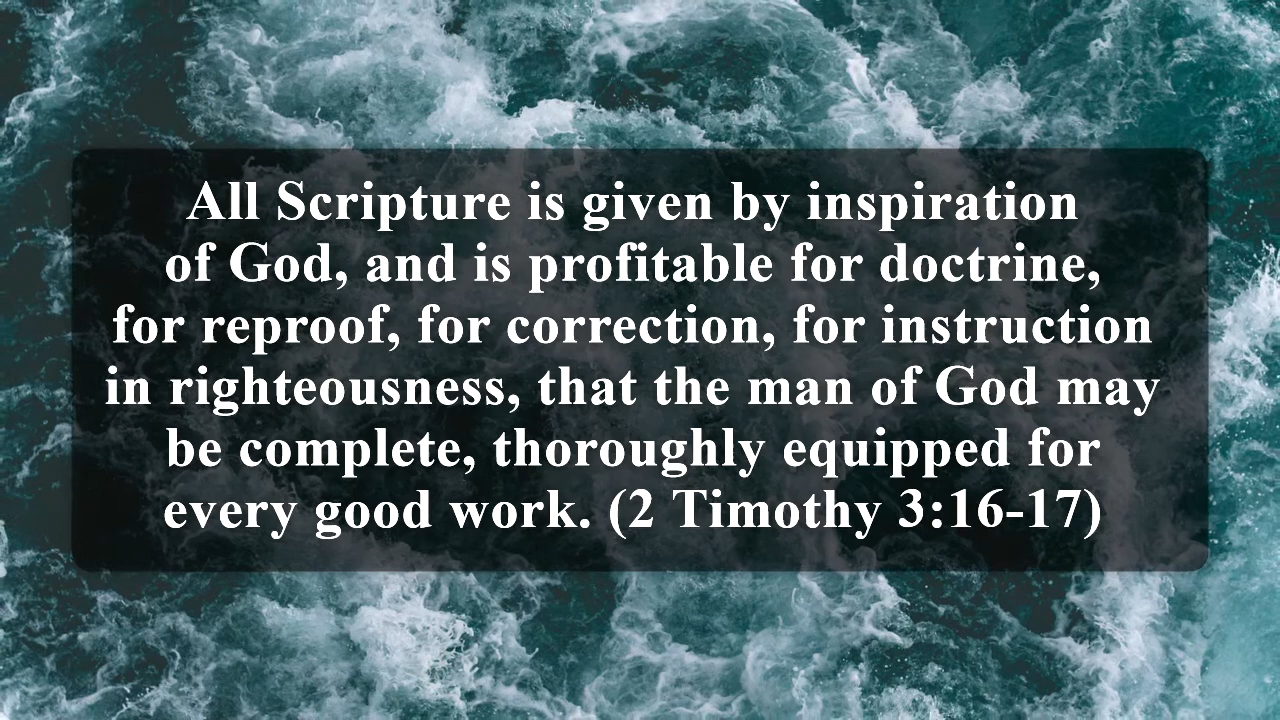 All Scripture is given by inspiration
of God, and is profitable for doctrine,
for reproof, for correction, for instruction
in righteousness, that the man of God may
be complete, thoroughly equipped for
every good work. (2 Timothy 3:16-17)